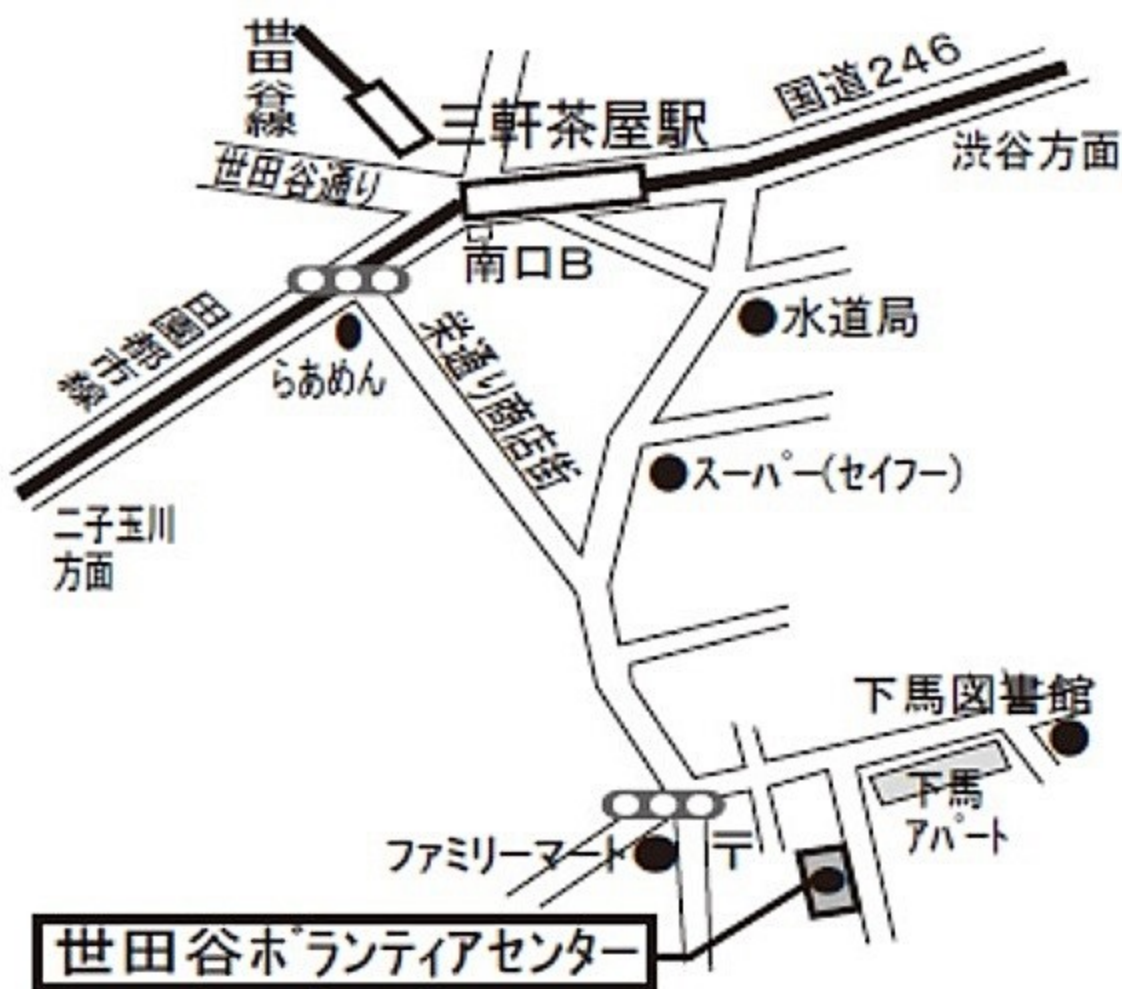 世田谷線
三軒茶屋駅
国道246
渋谷方面
世田谷通り
南口B
水道局
田園都市線
らあめん
栄通り商店街
スーパー(セイフー)
二子玉川
方面
下馬図書館
下馬
アパート
ファミリーマート
〒
世田谷ボランティアセンター